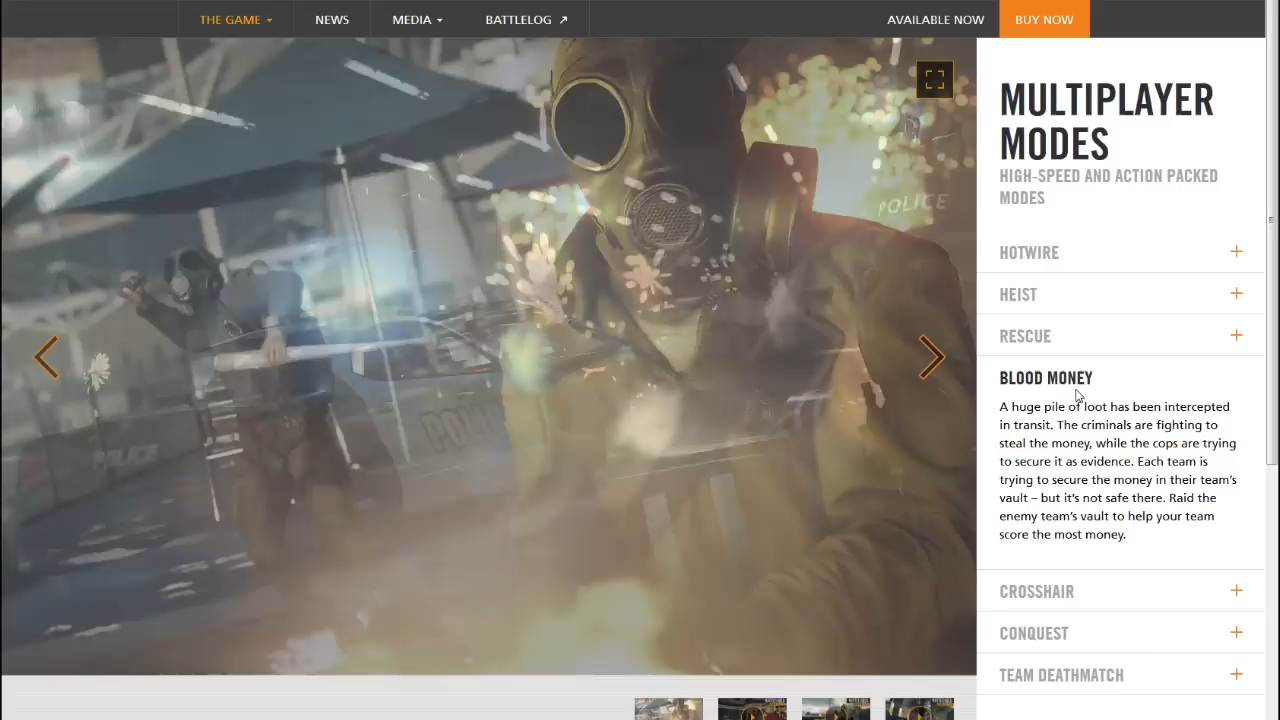 THE GAME NEWS MEDIA BATTLELOG AVAILABLE NOW BUY NOW
POLICE
POLICE
MULTIPLAYER
MODES
HIGH-SPEED AND ACTION PACKED
MODES
HOTWIRE
HEIST
RESCUE
BLOOD MONEY
A huge pile of loot has been intercepted
in transit. The criminals are fighting to
steal the money, while the cops are trying
to secure it as evidence. Each team is
trying to secure the money in their team's
vault – but it's not safe there. Raid the
enemy team's vault to help your team
score the most money.
CROSSHAIR
CONQUEST
TEAM DEATHMATCH